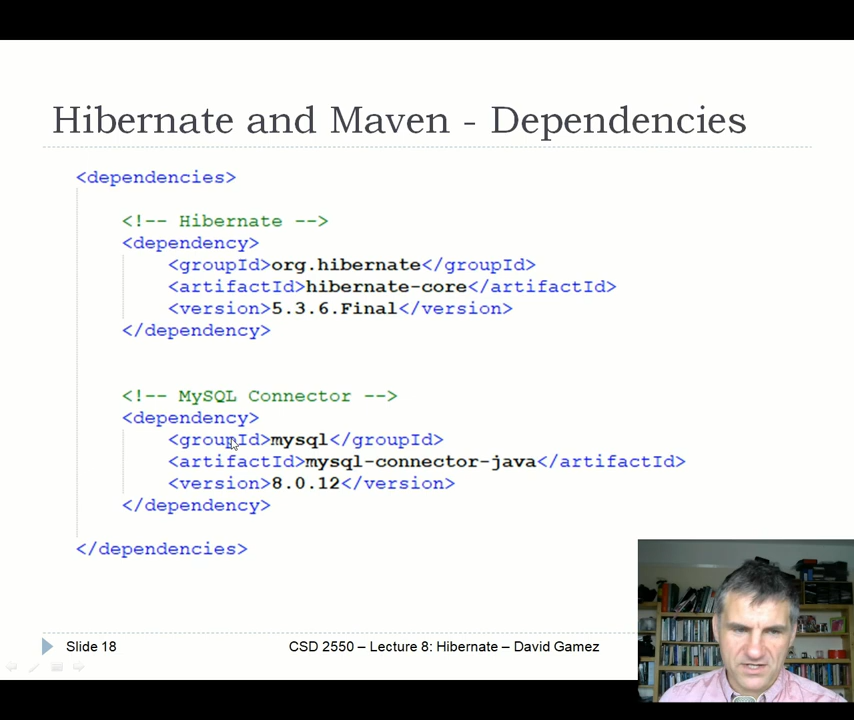 Hibernate and Maven - Dependencies
<dependencies>
<!-- Hibernate -->
<dependency>
<groupId>org.hibernate</groupId>
<artifactId>hibernate-core</artifactId>
<version>5.3.6.Final</version>
</dependency>
<!-- MySQL Connector -->
<dependency>
<groupId>mysql</groupId>
<artifactId>mysql-connector-java</artifactId>
<version>8.0.12</version>
</dependency>
</dependencies>
Slide 18
CSD 2550 – Lecture 8: Hibernate – David Gamez